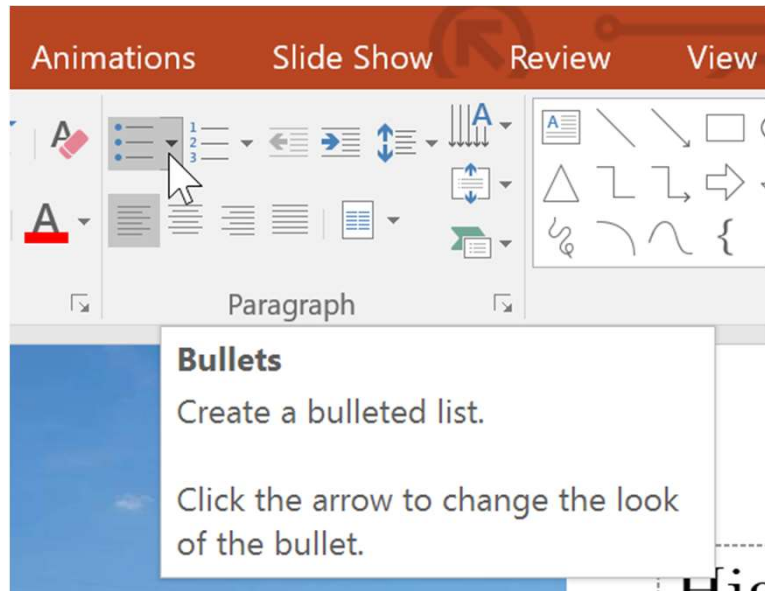 Animations Slide Show Review View
Paragraph
Bullets
Create a bulleted list.
Click the arrow to change the look
of the bullet.